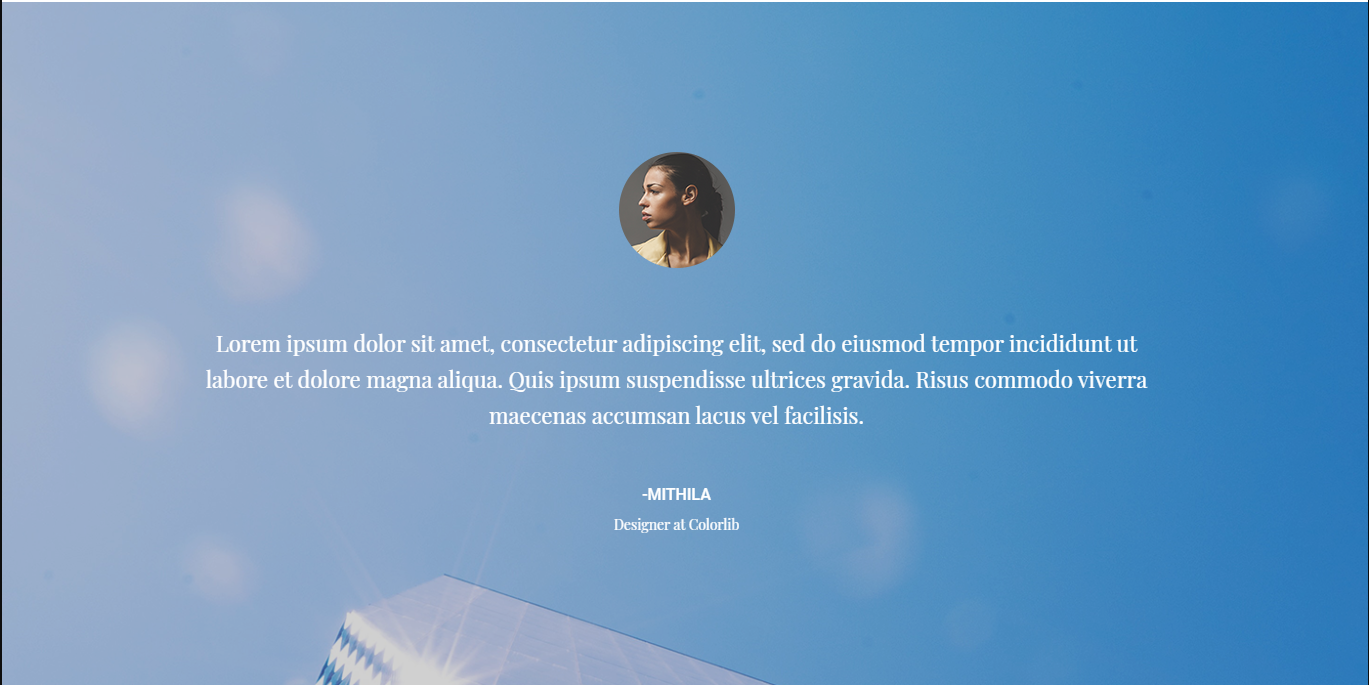 Lorem ipsum dolor sit amet, consectetur adipiscing elit, sed do eiusmod tempor incididunt ut
labore et dolore magna aliqua. Quis ipsum suspendisse ultrices gravida. Risus commodo viverra
maecenas accumsan lacus vel facilisis.
-MITHILA
Designer at Colorlib